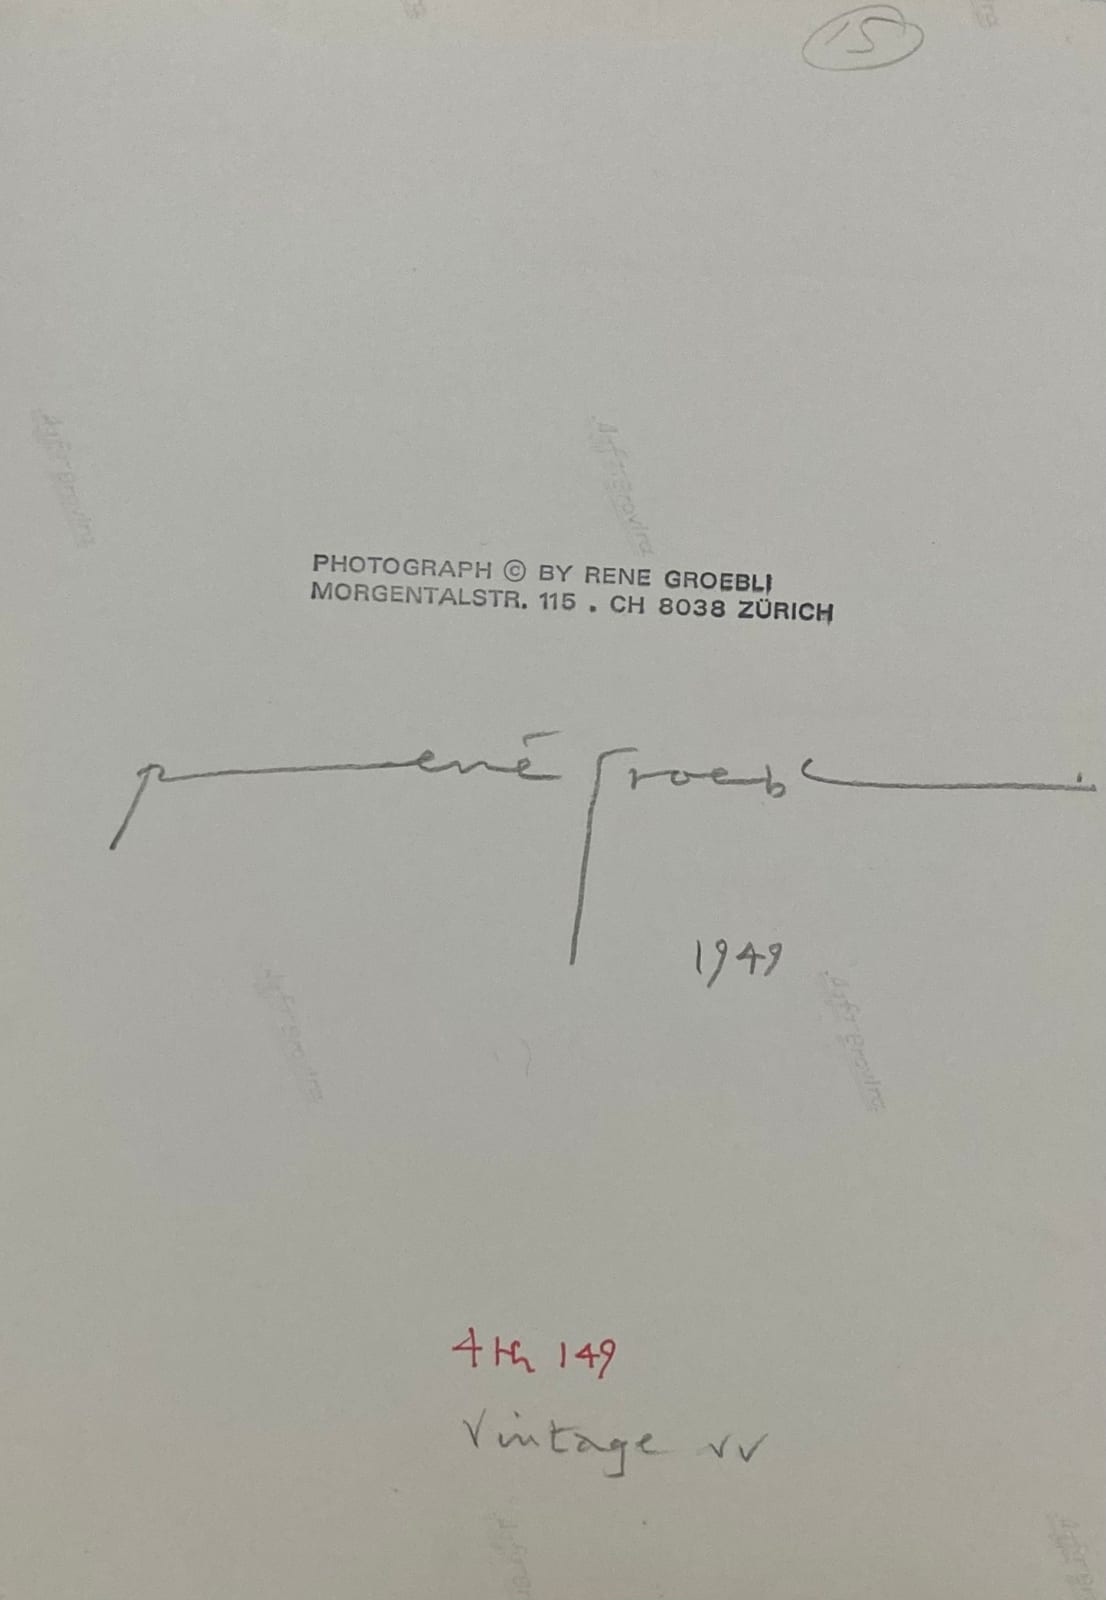 15
PHOTOGRAPH © BY RENE GROEBLI
MORGENTALSTR. 115 . CH 8038 ZÜRICH
rené Groebli
1949
4th 149
Vintage vv